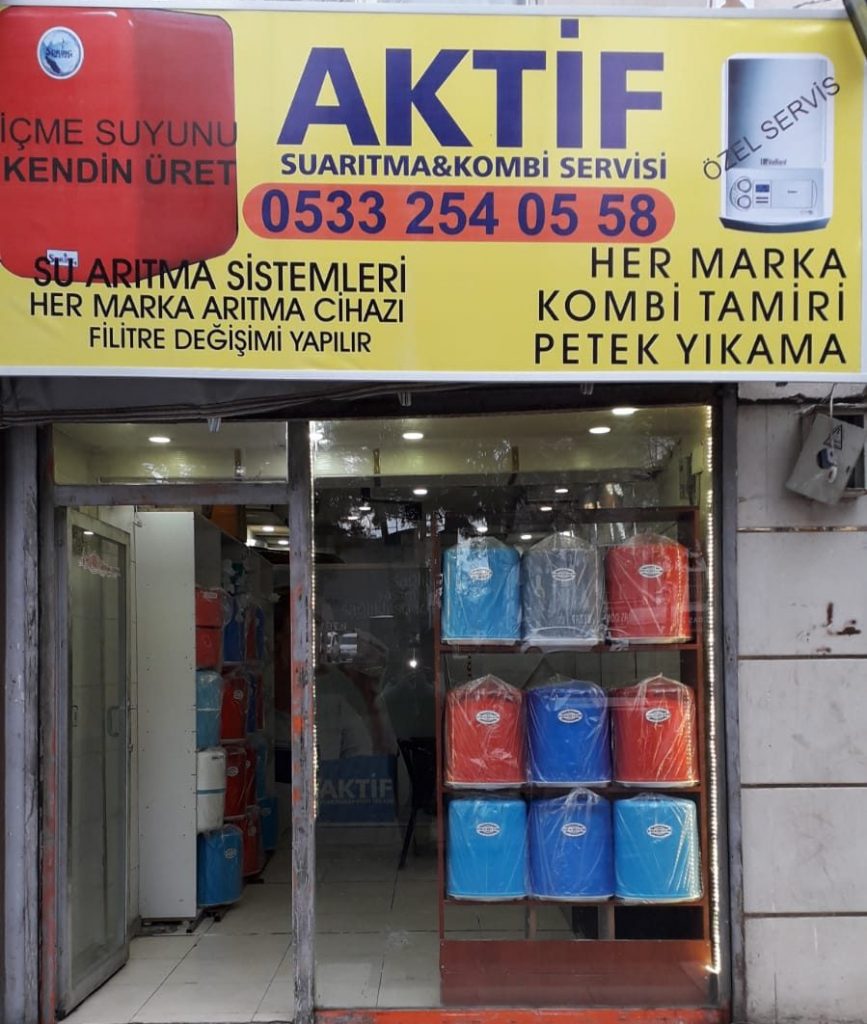 İÇME SUYUNU
KENDİN ÜRET
AKTİF
SUARITMA&KOMBİ SERVİSİ
0533 254 05 58
SU ARITMA SİSTEMLERİ
HER MARKA ARITMA CİHAZI
FİLİTRE DEĞİŞİMİ YAPILIR
ÖZEL SERVİS
Vaillant
HER MARKA
KOMBİ TAMİRİ
PETEK YIKAMA
AKTİF